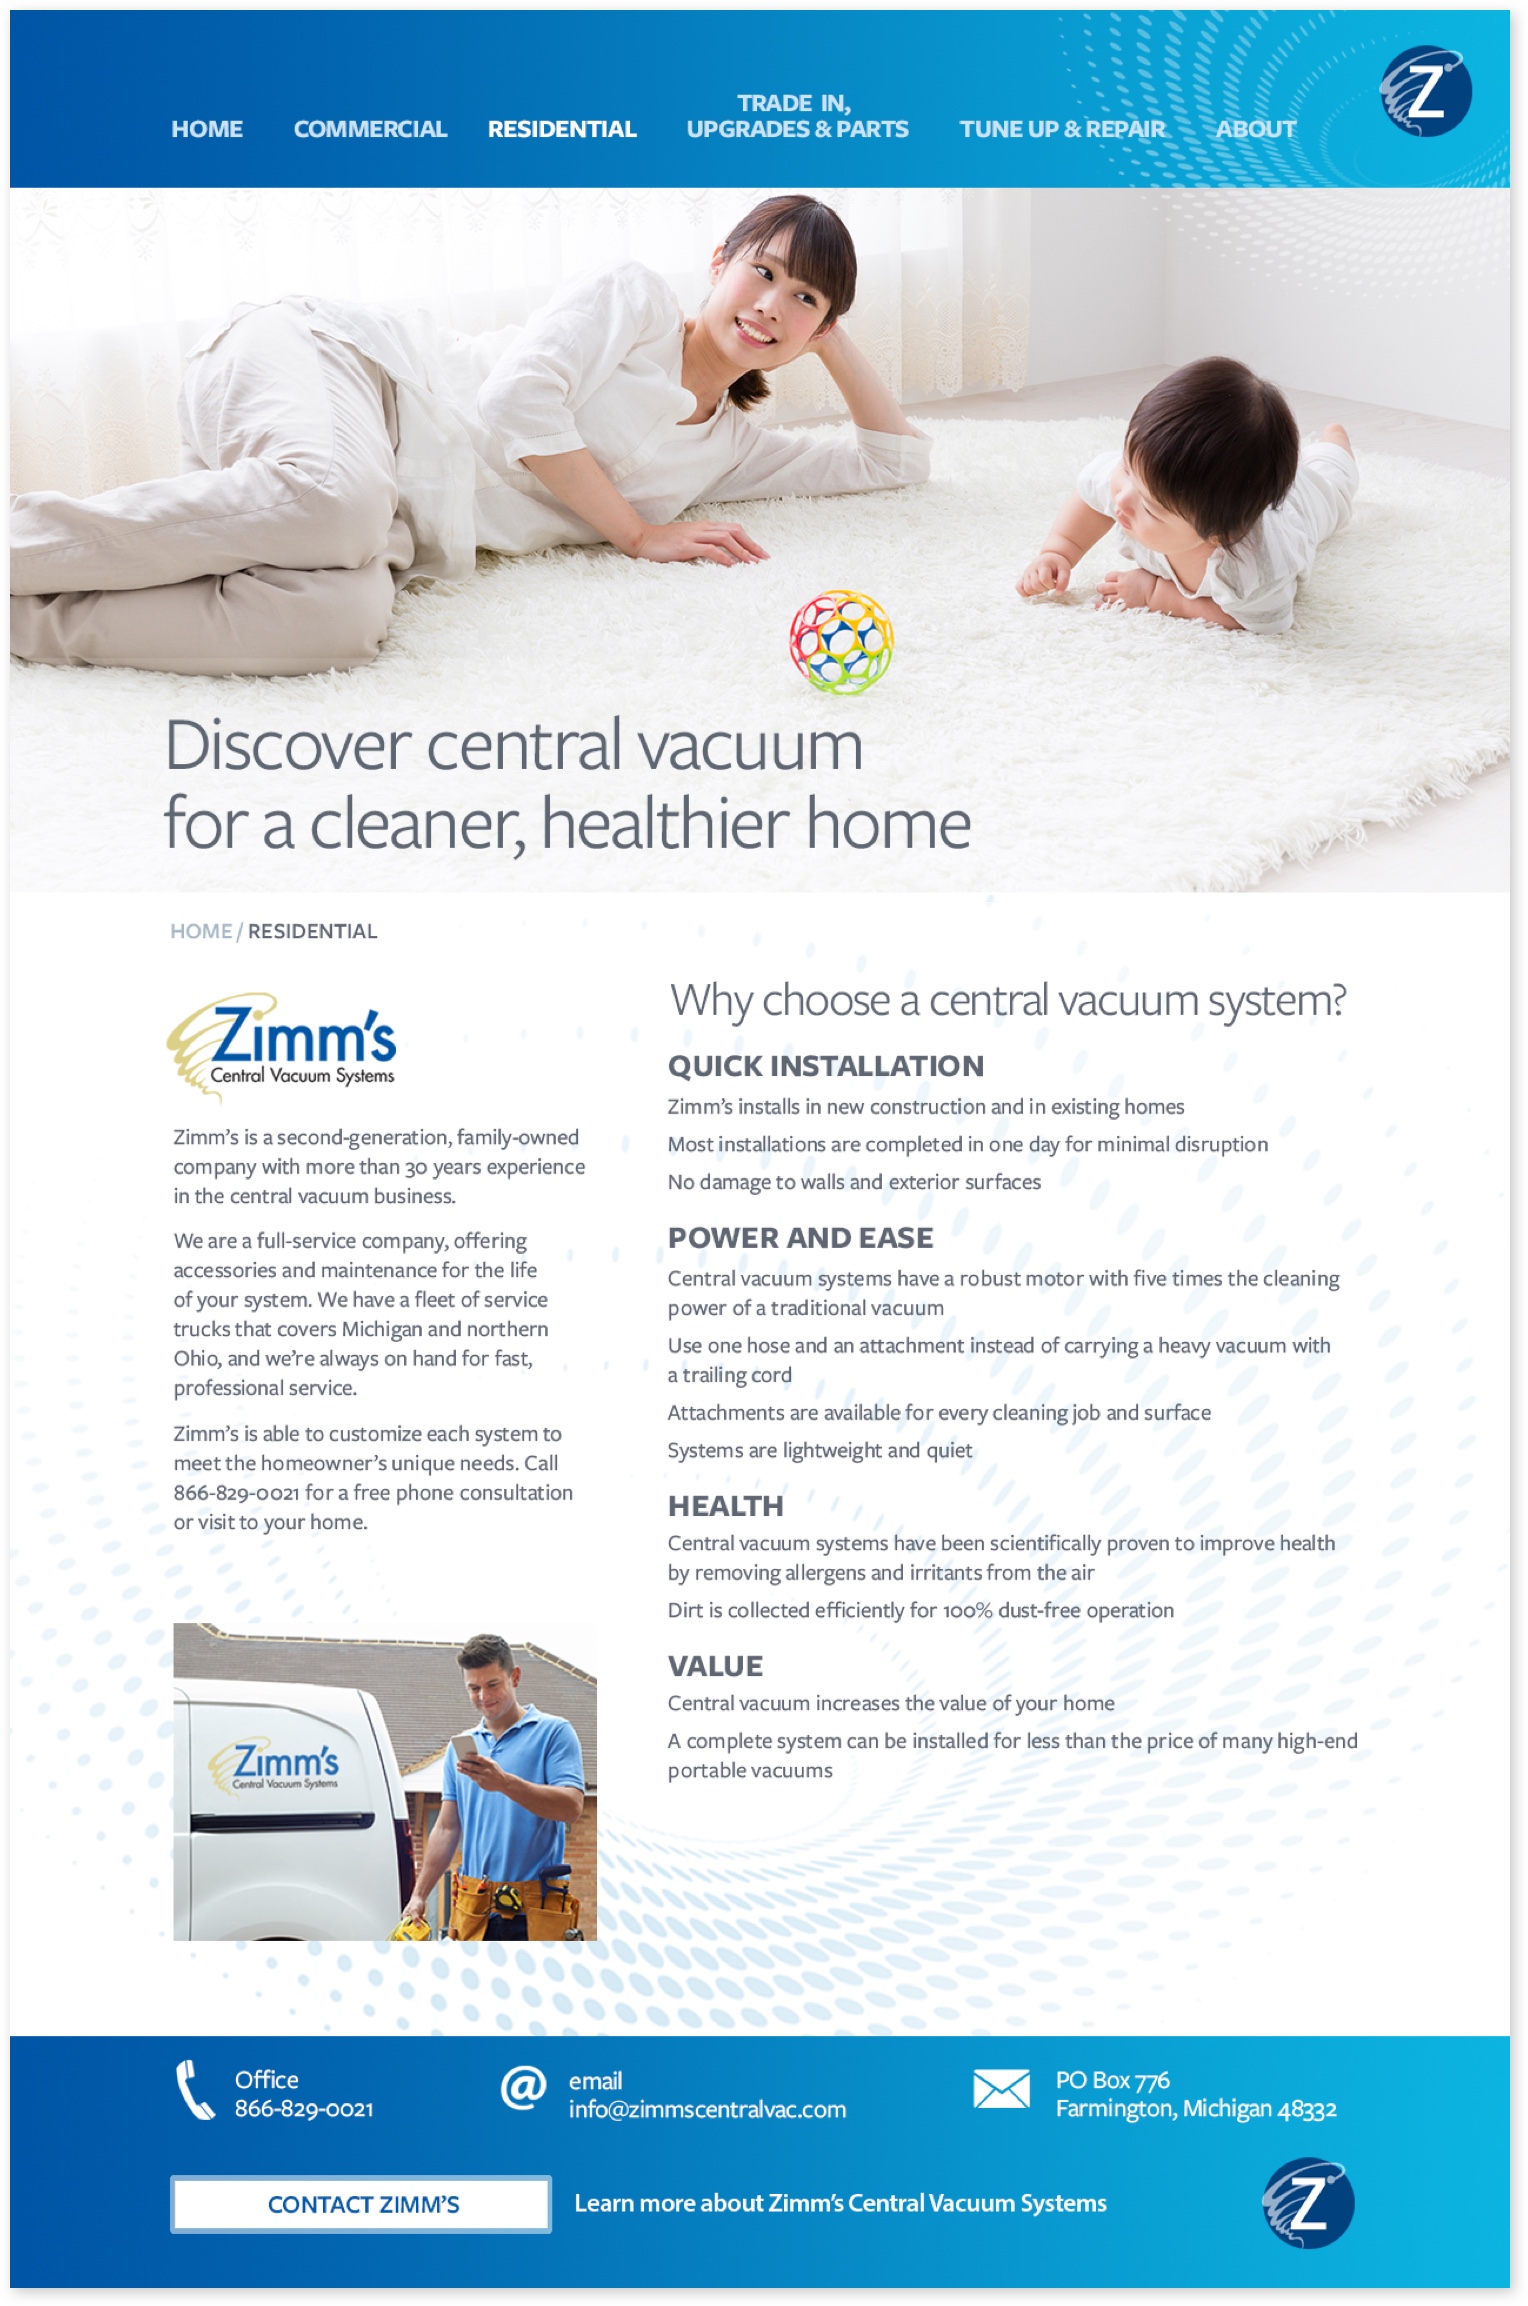 HOME COMMERCIAL RESIDENTIAL TRADE IN, UPGRADES & PARTS TUNE UP & REPAIR ABOUT
Z
Discover central vacuum
for a cleaner, healthier home
HOME / RESIDENTIAL
Zimm's
Central Vacuum Systems
Zimm's is a second-generation, family-owned
company with more than 30 years experience
in the central vacuum business.
We are a full-service company, offering
accessories and maintenance for the life
of your system. We have a fleet of service
trucks that covers Michigan and northern
Ohio, and we're always on hand for fast,
professional service.
Zimm's is able to customize each system to
meet the homeowner's unique needs. Call
866-829-0021 for a free phone consultation
or visit to your home.
Zimm's
Central Vacuum Systems
Why choose a central vacuum system?
QUICK INSTALLATION
Zimm's installs in new construction and in existing homes
Most installations are completed in one day for minimal disruption
No damage to walls and exterior surfaces
POWER AND EASE
Central vacuum systems have a robust motor with five times the cleaning
power of a traditional vacuum
Use one hose and an attachment instead of carrying a heavy vacuum with
a trailing cord
Attachments are available for every cleaning job and surface
Systems are lightweight and quiet
HEALTH
Central vacuum systems have been scientifically proven to improve health
by removing allergens and irritants from the air
Dirt is collected efficiently for 100% dust-free operation
VALUE
Central vacuum increases the value of your home
A complete system can be installed for less than the price of many high-end
portable vacuums
Office
866-829-0021
@
email
info@zimmscentralvac.com
PO Box 776
Farmington, Michigan 48332
CONTACT ZIMM'S
Learn more about Zimm's Central Vacuum Systems
Z